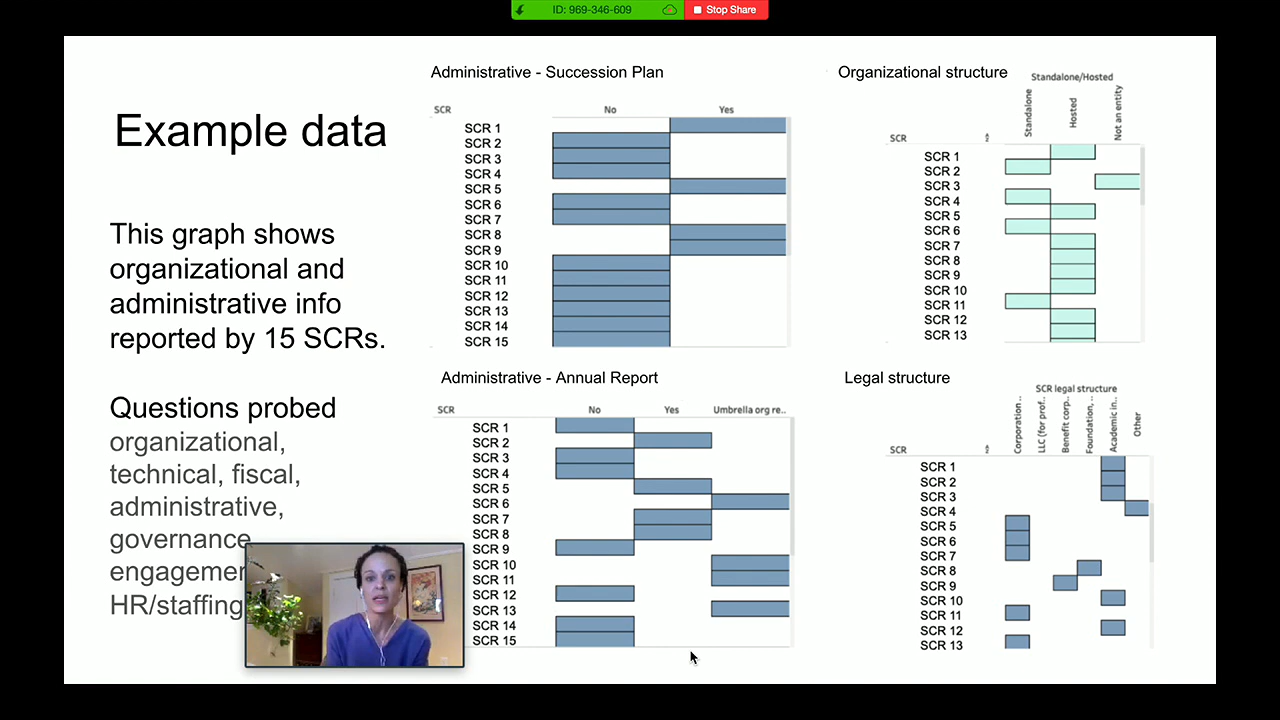 ID: 969-346-609
Stop Share
Example data
This graph shows
organizational and
administrative info
reported by 15 SCRs.
Questions probed
organizational,
technical, fiscal,
administrative,
governance
HR/staffing
Administrative - Succession Plan
SCR No Yes
SCR 1
SCR 2
SCR 3
SCR 4
SCR 5
SCR 6
SCR 7
SCR 8
SCR 9
SCR 10
SCR 11
SCR 12
SCR 13
SCR 14
SCR 15
Organizational structure
Standalone/Hosted
Standalone
Hosted
Not an entity
SCR
SCR 1
SCR 2
SCR 3
SCR 4
SCR 5
SCR 6
SCR 7
SCR 8
SCR 9
SCR 10
SCR 11
SCR 12
SCR 13
Administrative - Annual Report
SCR No Yes Umbrella org re..
SCR 1
SCR 2
SCR 3
SCR 4
SCR 5
SCR 6
SCR 7
SCR 8
SCR 9
SCR 10
SCR 11
SCR 12
SCR 13
SCR 14
SCR 15
Legal structure
SCR legal structure
Corporation ..
LLC (for prof..
Benefit corp..
Foundation, ..
Academic in..
Other
SCR
SCR 1
SCR 2
SCR 3
SCR 4
SCR 5
SCR 6
SCR 7
SCR 8
SCR 9
SCR 10
SCR 11
SCR 12
SCR 13